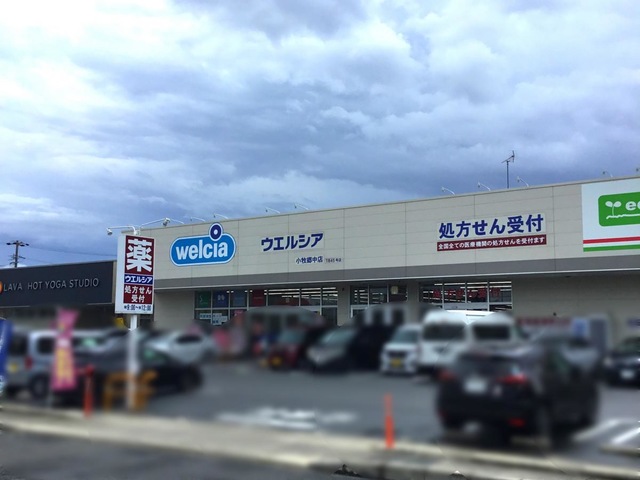 LAVA HOT YOGA STUDIO
薬
ウエルシア
処方せん
受付
welcia
ウエルシア
小牧郷中店
処方せん受付
全国全ての医療機関の処方せんを受付ます